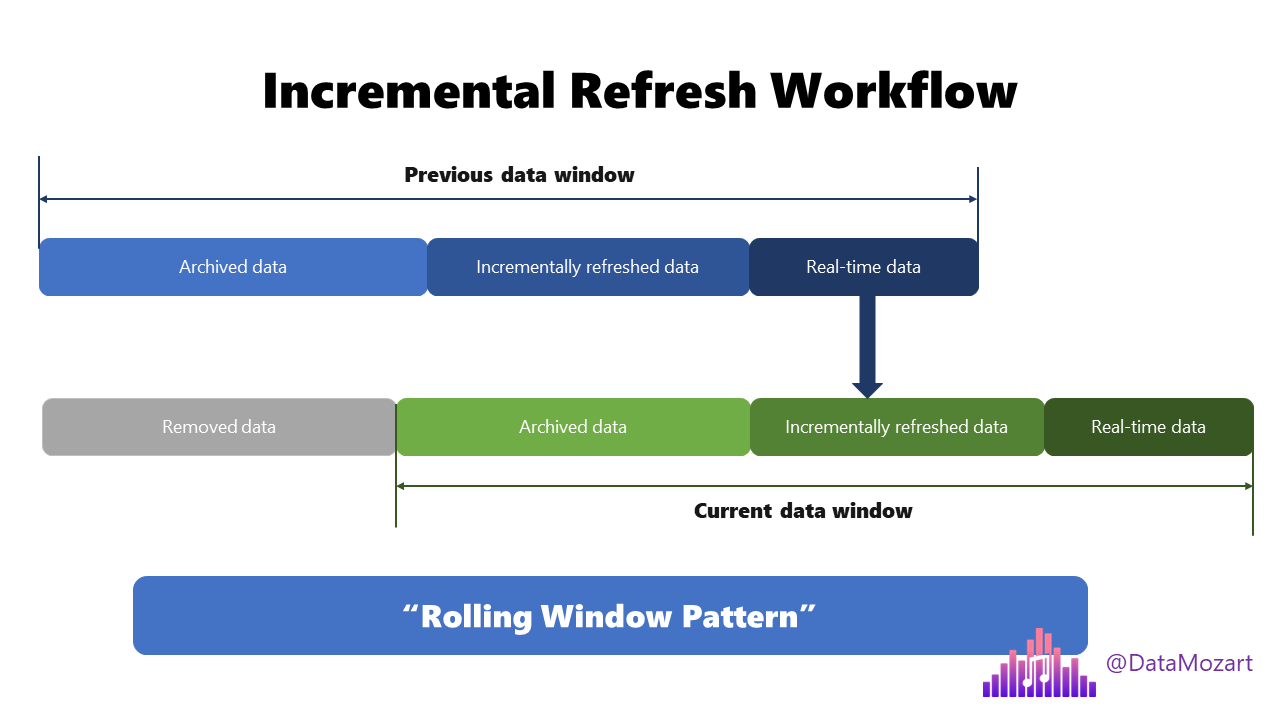 Incremental Refresh Workflow
Previous data window
Archived data
Incrementally refreshed data
Real-time data
Removed data
Archived data
Incrementally refreshed data
Real-time data
Current data window
“Rolling Window Pattern”
@DataMozart